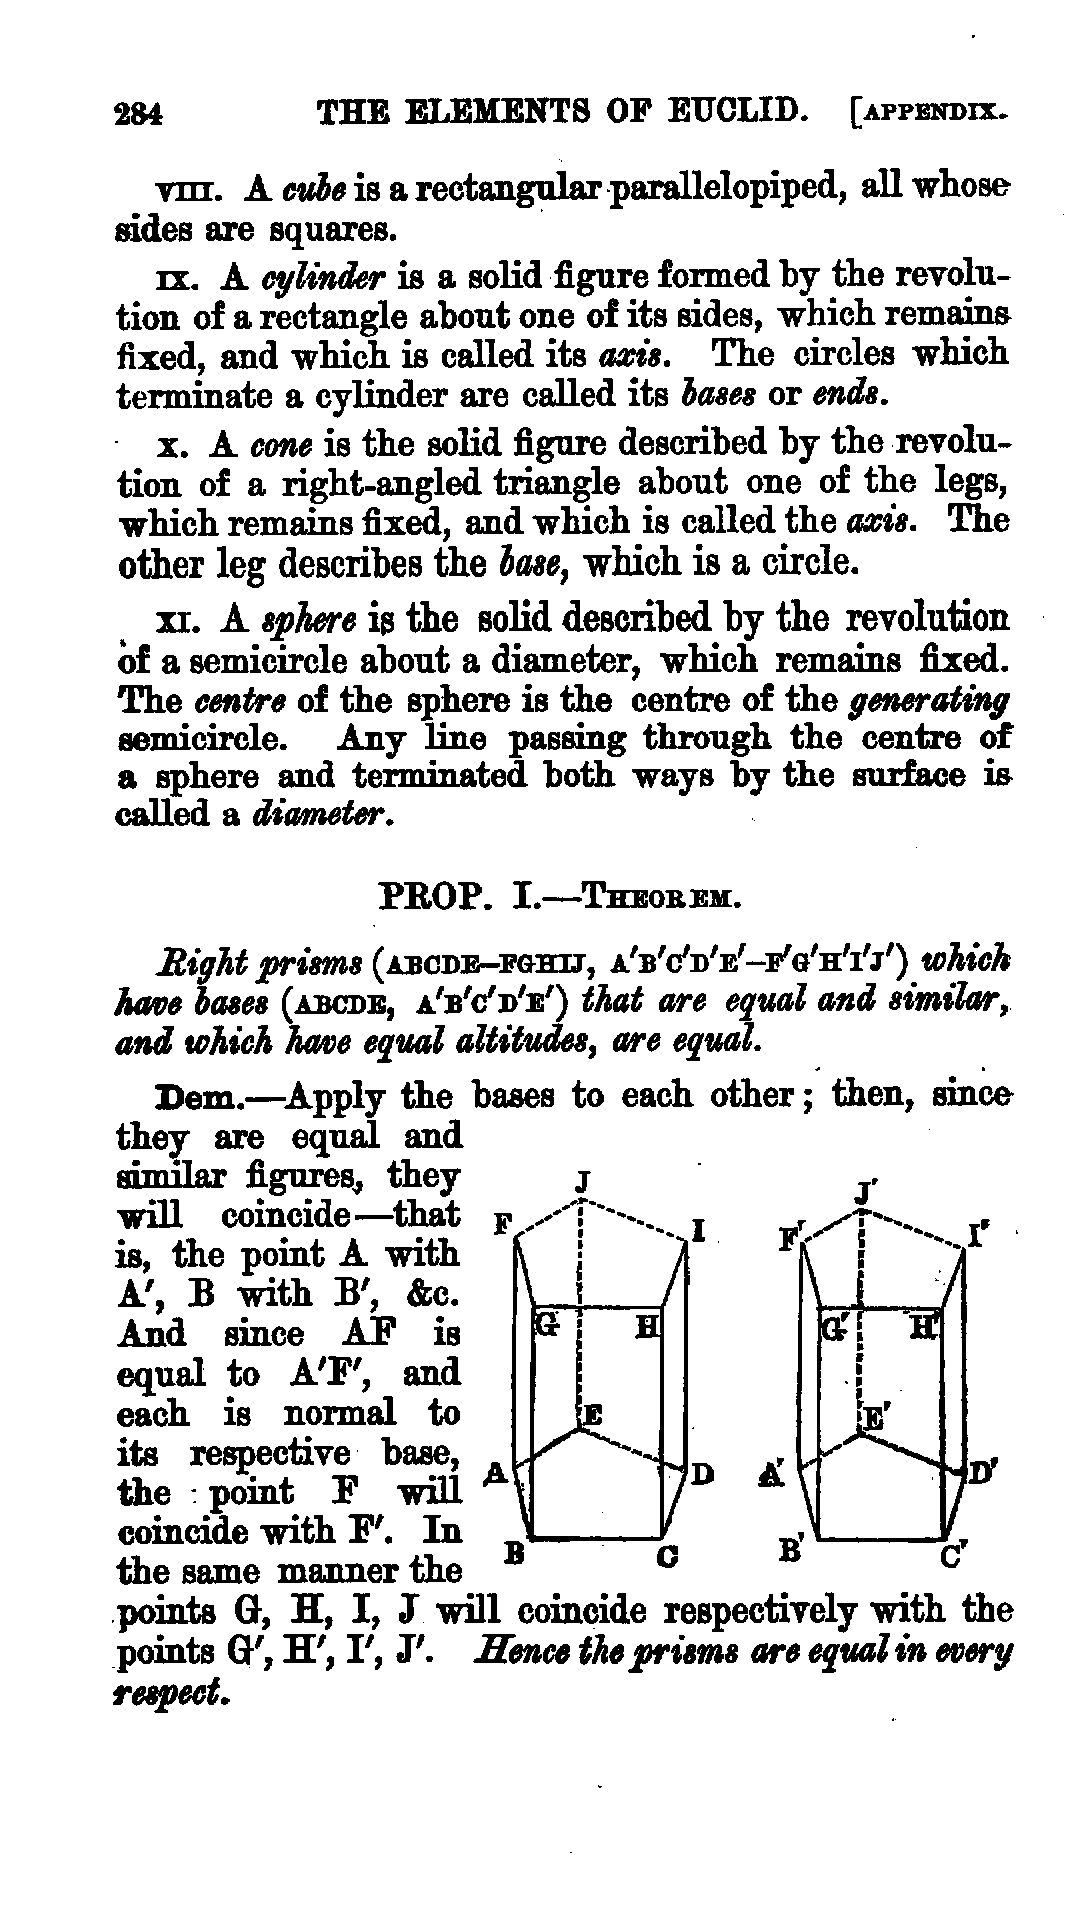 284 THE ELEMENTS OF EUCLID. [APPENDIX.
VIII. A cube is a rectangular parallelopiped, all whose
sides are squares.
IX. A cylinder is a solid figure formed by the revolu-
tion of a rectangle about one of its sides, which remains
fixed, and which is called its axis. The circles which
terminate a cylinder are called its bases or ends.
X. A cone is the solid figure described by the revolu-
tion of a right-angled triangle about one of the legs,
which remains fixed, and which is called the axis. The
other leg describes the base, which is a circle.
XI. A sphere is the solid described by the revolution
of a semicircle about a diameter, which remains fixed.
The centre of the sphere is the centre of the generating
semicircle. Any line passing through the centre of
a sphere and terminated both ways by the surface is
called a diameter.
PROP. I.—THEOREM.
Right prisms (ABCDE–FGHIJ, A′B′C′D′E′–F′G′H′I′J′) which
have bases (ABCDE, A′B′C′D′E′) that are equal and similar,
and which have equal altitudes, are equal.
Dem.—Apply the bases to each other; then, since
they are equal and
similar figures, they
will coincide—that
is, the point A with
A′, B with B′, &c.
And since AF is
equal to A′F′, and
each is normal to
its respective base,
the point F will
coincide with F′. In
the same manner the
points G, H, I, J will coincide respectively with the
points G′, H′, I′, J′. Hence the prisms are equal in every
respect.
J J′
F I F′ I′
G H G′ H′
E E′
A D A′ D′
B C B′ C′